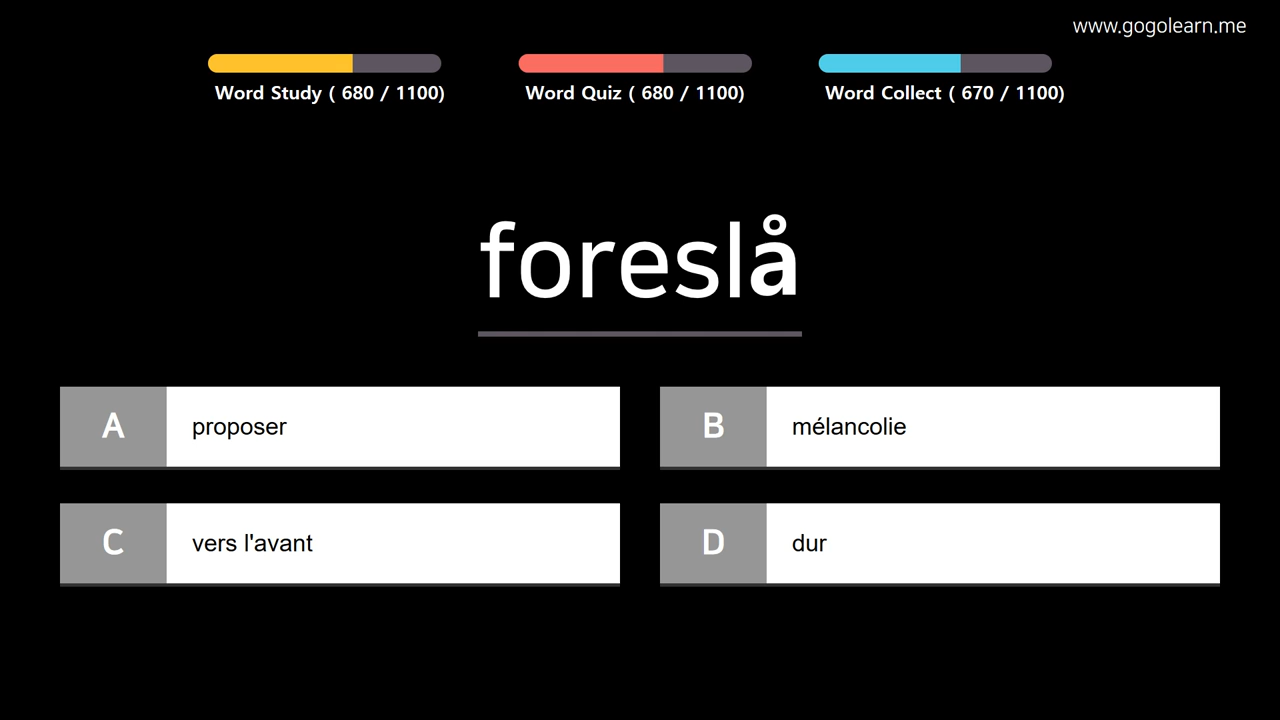 www.gogolearn.me
Word Study ( 680 / 1100)
Word Quiz ( 680 / 1100)
Word Collect ( 670 / 1100)
foreslå
A
proposer
B
mélancolie
C
vers l'avant
D
dur